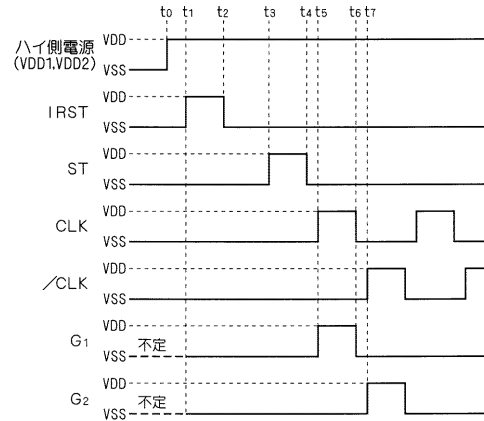 t0 t1 t2 t3 t4 t5 t6 t7
ハイ側電源
(VDD1,VDD2)
VDD
VSS
IRST
VDD
VSS
ST
VDD
VSS
CLK
VDD
VSS
/CLK
VDD
VSS
G1
VDD
VSS
不定
G2
VDD
VSS
不定